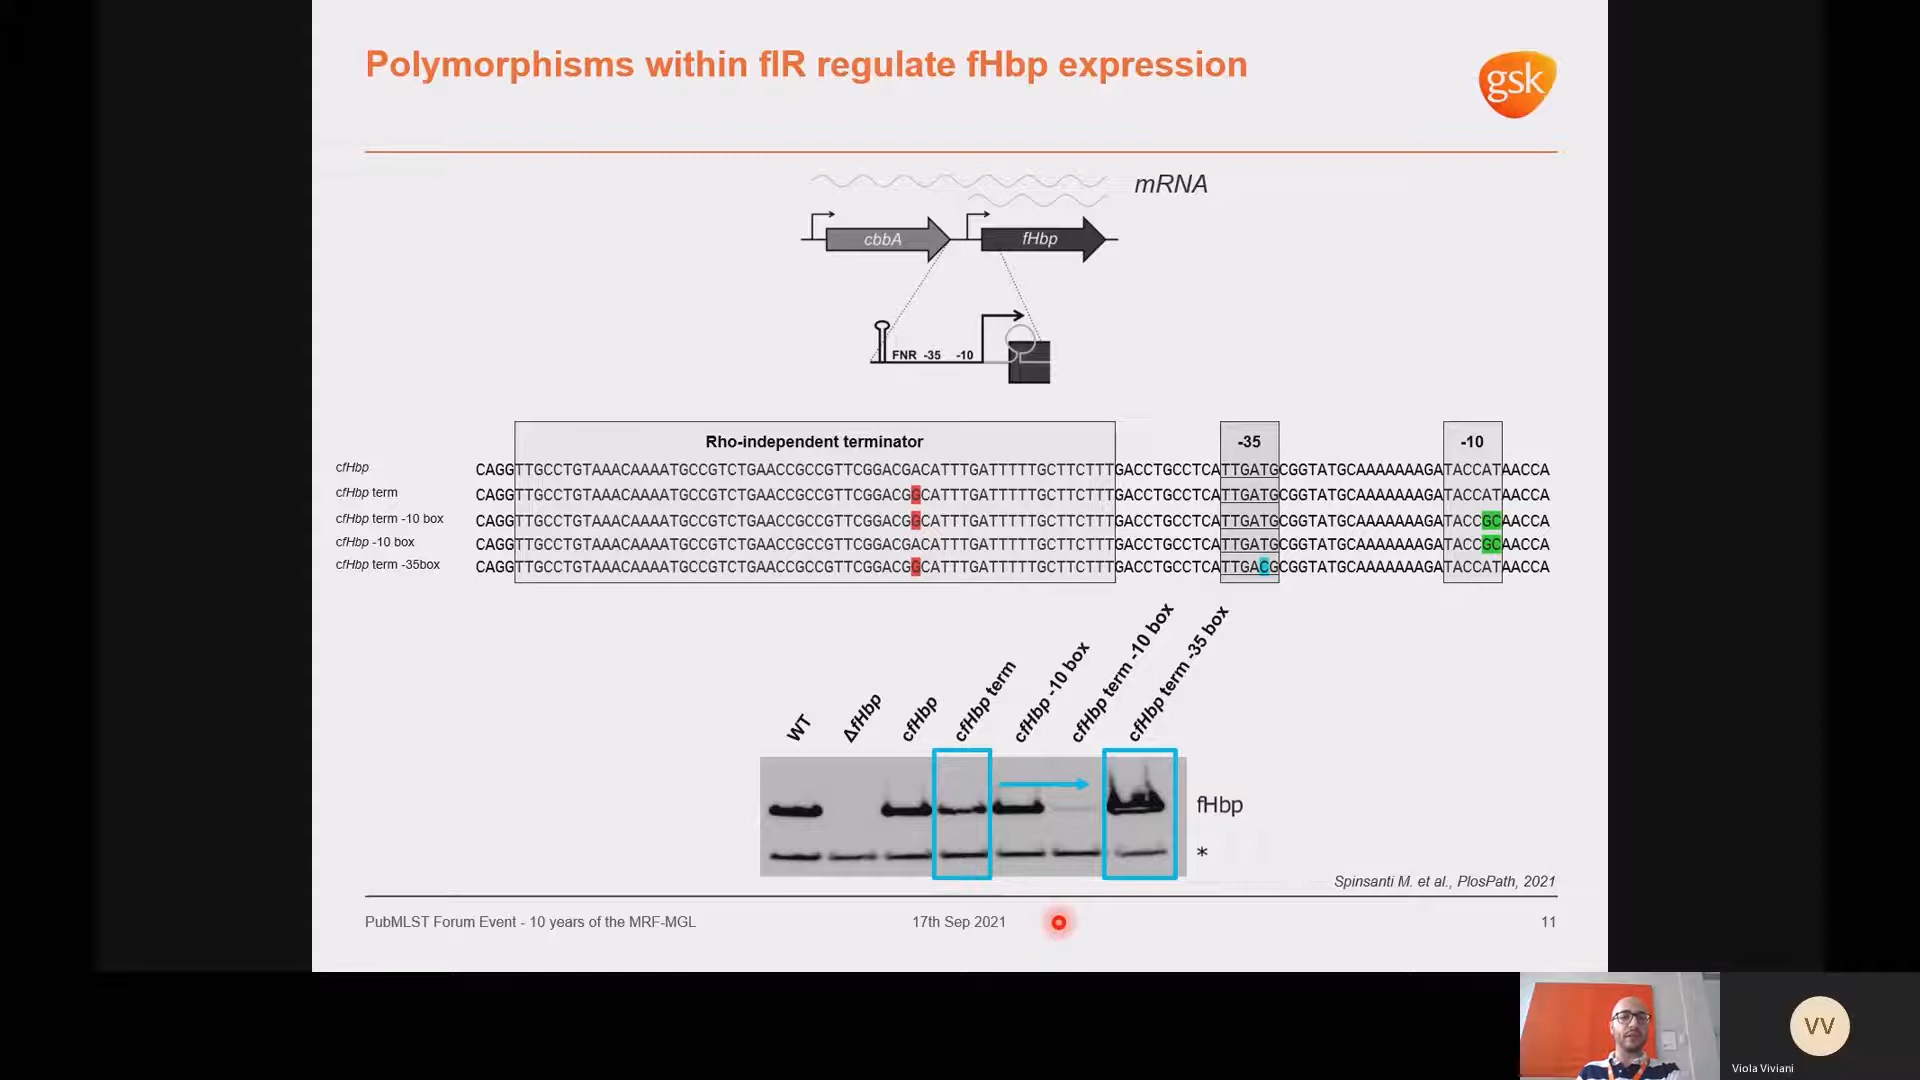 Polymorphisms within fIR regulate fHbp expression
gsk
mRNA
cbbA
fHbp
FNR -35 -10
Rho-independent terminator
-35
-10
cfHbp CAGGTTGCCTGTAAACAAAATGCCGTCTGAACCGCCGTTCGGACGACATTTGATTTTTGCTTCTTTGACCTGCCTCATTGATGCGGTATGCAAAAAAAGATACCATAACCA
cfHbp term CAGGTTGCCTGTAAACAAAATGCCGTCTGAACCGCCGTTCGGACGGCATTTGATTTTTGCTTCTTTGACCTGCCTCATTGATGCGGTATGCAAAAAAAGATACCATAACCA
cfHbp term -10 box CAGGTTGCCTGTAAACAAAATGCCGTCTGAACCGCCGTTCGGACGGCATTTGATTTTTGCTTCTTTGACCTGCCTCATTGATGCGGTATGCAAAAAAAGATACCGCAACCA
cfHbp -10 box CAGGTTGCCTGTAAACAAAATGCCGTCTGAACCGCCGTTCGGACGACATTTGATTTTTGCTTCTTTGACCTGCCTCATTGATGCGGTATGCAAAAAAAGATACCGCAACCA
cfHbp term -35box CAGGTTGCCTGTAAACAAAATGCCGTCTGAACCGCCGTTCGGACGGCATTTGATTTTTGCTTCTTTGACCTGCCTCATTGACGCGGTATGCAAAAAAAGATACCATAACCA
WT
ΔfHbp
cfHbp
cfHbp term
cfHbp -10 box
cfHbp term -10 box
cfHbp term -35 box
fHbp
*
Spinsanti M. et al., PlosPath, 2021
PubMLST Forum Event - 10 years of the MRF-MGL
17th Sep 2021
11
VV
Viola Viviani